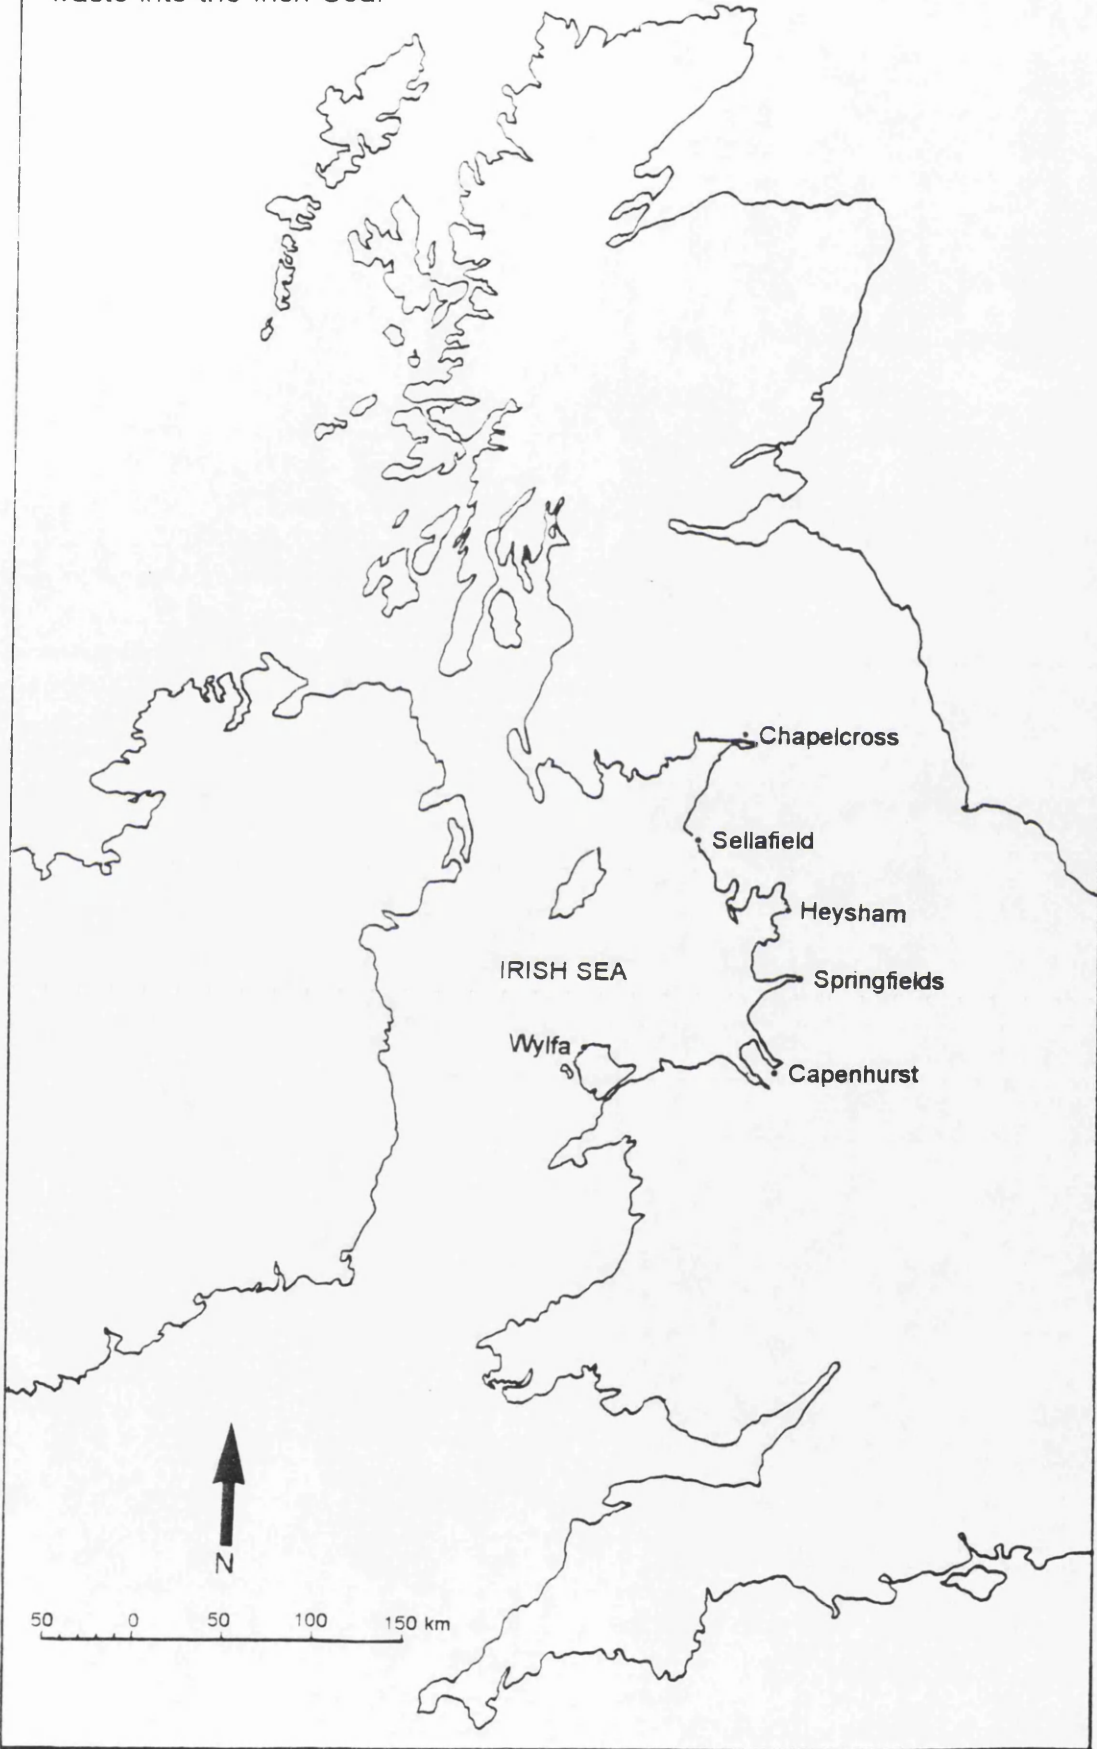 waste into the Irish Sea.
Chapelcross
Sellafield
Heysham
IRISH SEA
Springfields
Wylfa
Capenhurst
N
50 0 50 100 150 km